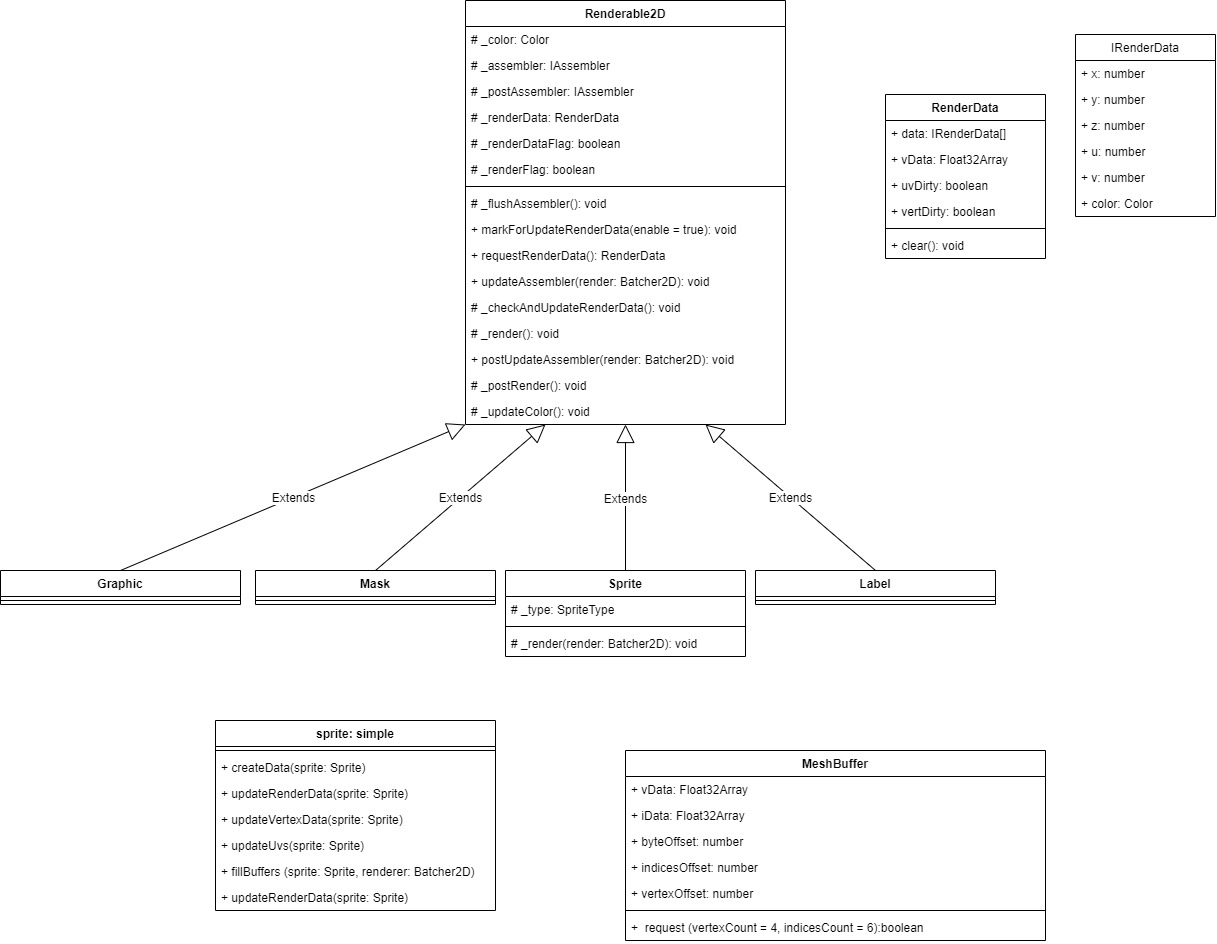 Renderable2D
# _color: Color
# _assembler: IAssembler
# _postAssembler: IAssembler
# _renderData: RenderData
# _renderDataFlag: boolean
# _renderFlag: boolean
# _flushAssembler(): void
+ markForUpdateRenderData(enable = true): void
+ requestRenderData(): RenderData
+ updateAssembler(render: Batcher2D): void
# _checkAndUpdateRenderData(): void
# _render(): void
+ postUpdateAssembler(render: Batcher2D): void
# _postRender(): void
# _updateColor(): void
RenderData
+ data: IRenderData[]
+ vData: Float32Array
+ uvDirty: boolean
+ vertDirty: boolean
+ clear(): void
IRenderData
+ x: number
+ y: number
+ z: number
+ u: number
+ v: number
+ color: Color
Extends
Extends
Extends
Extends
Graphic
Mask
Sprite
# _type: SpriteType
# _render(render: Batcher2D): void
Label
sprite: simple
+ createData(sprite: Sprite)
+ updateRenderData(sprite: Sprite)
+ updateVertexData(sprite: Sprite)
+ updateUvs(sprite: Sprite)
+ fillBuffers (sprite: Sprite, renderer: Batcher2D)
+ updateRenderData(sprite: Sprite)
MeshBuffer
+ vData: Float32Array
+ iData: Float32Array
+ byteOffset: number
+ indicesOffset: number
+ vertexOffset: number
+ request (vertexCount = 4, indicesCount = 6):boolean